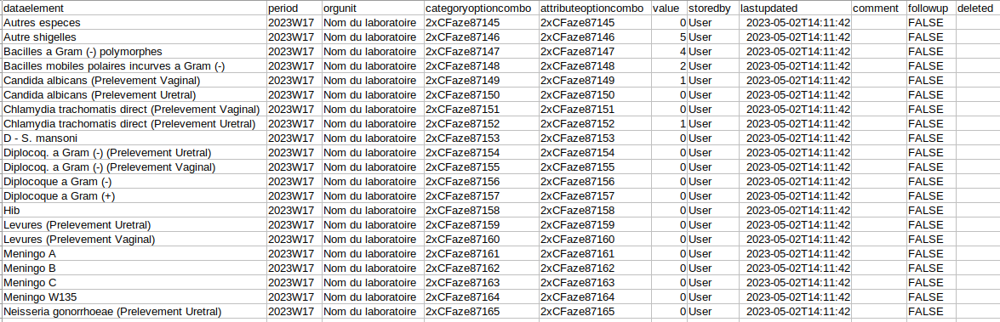 dataelement period orgunit categoryoptioncombo attributeoptioncombo value storedby lastupdated comment followup deleted
Autres especes 2023W17 Nom du laboratoire 2xCFaze87145 2xCFaze87145 0 User 2023-05-02T14:11:42 FALSE
Autre shigelles 2023W17 Nom du laboratoire 2xCFaze87146 2xCFaze87146 5 User 2023-05-02T14:11:42 FALSE
Bacilles a Gram (-) polymorphes 2023W17 Nom du laboratoire 2xCFaze87147 2xCFaze87147 4 User 2023-05-02T14:11:42 FALSE
Bacilles mobiles polaires incurves a Gram (-) 2023W17 Nom du laboratoire 2xCFaze87148 2xCFaze87148 2 User 2023-05-02T14:11:42 FALSE
Candida albicans (Prelevement Vaginal) 2023W17 Nom du laboratoire 2xCFaze87149 2xCFaze87149 1 User 2023-05-02T14:11:42 FALSE
Candida albicans (Prelevement Uretral) 2023W17 Nom du laboratoire 2xCFaze87150 2xCFaze87150 0 User 2023-05-02T14:11:42 FALSE
Chlamydia trachomatis direct (Prelevement Vaginal) 2023W17 Nom du laboratoire 2xCFaze87151 2xCFaze87151 0 User 2023-05-02T14:11:42 FALSE
Chlamydia trachomatis direct (Prelevement Uretral) 2023W17 Nom du laboratoire 2xCFaze87152 2xCFaze87152 1 User 2023-05-02T14:11:42 FALSE
D - S. mansoni 2023W17 Nom du laboratoire 2xCFaze87153 2xCFaze87153 0 User 2023-05-02T14:11:42 FALSE
Diplocoq. a Gram (-) (Prelevement Uretral) 2023W17 Nom du laboratoire 2xCFaze87154 2xCFaze87154 0 User 2023-05-02T14:11:42 FALSE
Diplocoq. a Gram (-) (Prelevement Vaginal) 2023W17 Nom du laboratoire 2xCFaze87155 2xCFaze87155 0 User 2023-05-02T14:11:42 FALSE
Diplocoque a Gram (-) 2023W17 Nom du laboratoire 2xCFaze87156 2xCFaze87156 0 User 2023-05-02T14:11:42 FALSE
Diplocoque a Gram (+) 2023W17 Nom du laboratoire 2xCFaze87157 2xCFaze87157 0 User 2023-05-02T14:11:42 FALSE
Hib 2023W17 Nom du laboratoire 2xCFaze87158 2xCFaze87158 0 User 2023-05-02T14:11:42 FALSE
Levures (Prelevement Uretral) 2023W17 Nom du laboratoire 2xCFaze87159 2xCFaze87159 0 User 2023-05-02T14:11:42 FALSE
Levures (Prelevement Vaginal) 2023W17 Nom du laboratoire 2xCFaze87160 2xCFaze87160 0 User 2023-05-02T14:11:42 FALSE
Meningo A 2023W17 Nom du laboratoire 2xCFaze87161 2xCFaze87161 0 User 2023-05-02T14:11:42 FALSE
Meningo B 2023W17 Nom du laboratoire 2xCFaze87162 2xCFaze87162 0 User 2023-05-02T14:11:42 FALSE
Meningo C 2023W17 Nom du laboratoire 2xCFaze87163 2xCFaze87163 0 User 2023-05-02T14:11:42 FALSE
Meningo W135 2023W17 Nom du laboratoire 2xCFaze87164 2xCFaze87164 0 User 2023-05-02T14:11:42 FALSE
Neisseria gonorrhoeae (Prelevement Uretral) 2023W17 Nom du laboratoire 2xCFaze87165 2xCFaze87165 0 User 2023-05-02T14:11:42 FALSE